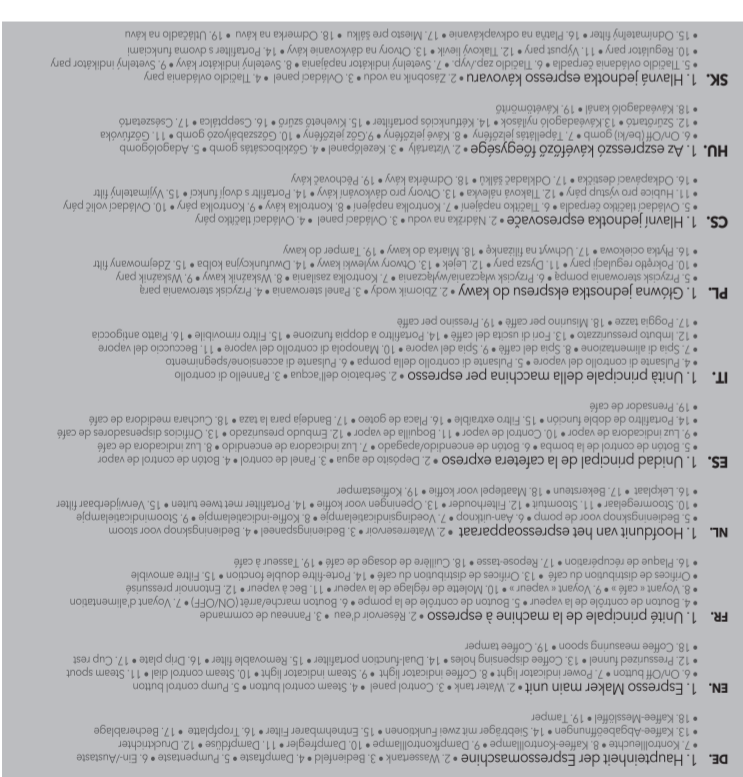 DE. 1. Haupteinheit der Espressomaschine • 2. Wassertank • 3. Bedienfeld • 4. Dampftaste • 5. Pumpentaste • 6. Ein-/Austaste
• 7. Kontrollleuchte • 8. Kaffee-Kontrolllampe • 9. Dampfkontrolllampe • 10. Dampfregler • 11. Dampfdüse • 12. Drucktrichter
• 13. Kaffee-Abgabeöffnungen • 14. Siebträger mit zwei Funktionen • 15. Entnehmbarer Filter • 16. Tropfplatte • 17. Becherablage
• 18. Kaffee-Messlöffel • 19. Tamper
EN. 1. Espresso Maker main unit • 2. Water tank • 3. Control panel • 4. Steam control button • 5. Pump control button
• 6. On/Off button • 7. Power indicator light • 8. Coffee indicator light • 9. Steam indicator light • 10. Steam control dial • 11. Steam spout
• 12. Pressurized funnel • 13. Coffee dispensing holes • 14. Dual-function portafilter • 15. Removable filter • 16. Drip plate • 17. Cup rest
• 18. Coffee measuring spoon • 19. Coffee tamper
FR. 1. Unité principale de la machine à espresso • 2. Réservoir d'eau • 3. Panneau de commande
• 4. Bouton de contrôle de la vapeur • 5. Bouton de contrôle de la pompe • 6. Bouton marche/arrêt (ON/OFF) • 7. Voyant d'alimentation
• 8. Voyant « café » • 9. Voyant « vapeur » • 10. Molette de réglage de la vapeur • 11. Bec à vapeur • 12. Entonnoir pressurisé
• Orifices de distribution du café • 13. Orifices de distribution du café • 14. Porte-filtre double fonction • 15. Filtre amovible
• 16. Plaque de récupération • 17. Repose-tasse • 18. Cuillère de dosage de café • 19. Tasseur à café
NL. 1. Hoofdunit van het espressoapparaat • 2. Waterreservoir • 3. Bedieningspaneel • 4. Bedieningsknop voor stoom
• 5. Bedieningsknop voor de pomp • 6. Aan-uitknop • 7. Voedingsindicatielampje • 8. Koffie-indicatielampje • 9. Stoomindicatielampje
• 10. Stoomregelaar • 11. Stoomtuit • 12. Filterhouder • 13. Openingen voor koffie • 14. Portafilter met twee tuiten • 15. Verwijderbaar filter
• 16. Lekplaat • 17. Bekersteun • 18. Maatlepel voor koffie • 19. Koffiestamper
ES. 1. Unidad principal de la cafetera expreso • 2. Depósito de agua • 3. Panel de control • 4. Botón de control de vapor
• 5. Botón de control de la bomba • 6. Botón de encendido/apagado • 7. Luz indicadora de encendido • 8. Luz indicadora de café
• 9. Luz indicadora de vapor • 10. Control de vapor • 11. Boquilla de vapor • 12 Embudo presurizado • 13. Orificios dispensadores de café
• 14. Portafiltro de doble función • 15. Filtro extraíble • 16. Placa de goteo • 17. Bandeja para la taza • 18. Cuchara medidora de café
• 19. Prensador de café
IT. 1. Unità principale della macchina per espresso • 2. Serbatoio dell'acqua • 3. Pannello di controllo
• 4. Pulsante di controllo del vapore • 5. Pulsante di controllo della pompa • 6. Pulsante di accensione/spegnimento
• 7. Spia di alimentazione • 8. Spia del caffè • 9. Spia del vapore • 10. Manopola di controllo del vapore • 11. Beccuccio del vapore
• 12 Imbuto pressurizzato • 13. Fori di uscita del caffè • 14. Portafiltro a doppia funzione • 15. Filtro rimovibile • 16. Piatto antigoccia
• 17. Poggia tazze • 18. Misurino per caffè • 19. Pressino per caffè
PL. 1. Główna jednostka ekspresu do kawy • 2. Zbiornik wody • 3. Panel sterowania • 4. Przycisk sterowania parą
• 5. Przycisk sterowania pompą • 6. Przycisk włączania/wyłączania • 7. Kontrolka zasilania • 8. Wskaźnik kawy • 9. Wskaźnik pary
• 10. Pokrętło regulacji pary • 11. Dysza pary • 12 Lejek • 13. Otwory wylewki kawy • 14. Dwufunkcyjna kolba • 15. Zdejmowany filtr
• 16. Płytka ociekowa • 17. Uchwyt na filiżankę • 18. Miarka do kawy • 19. Tamper do kawy
CS. 1. Hlavní jednotka espresovače • 2. Nádržka na vodu • 3. Ovládací panel • 4. Ovládací tlačítko páry
• 5.Ovládací tlačítko čerpadla • 6. Tlačítko napájení • 7. Kontrolka napájení • 8. Kontrolka kávy • 9. Kontrolka páry • 10. Ovládací volič páry
• 11. Hubice pro výstup páry • 12. Tlaková nálevka • 13. Otvory pro dávkování kávy • 14. Portafiltr s dvojí funkcí • 15. Vyjímatelný filtr
• 16. Odkapávací destička • 17. Odkladač šálků • 18. Odměrka kávy • 19. Pěchovač kávy
HU. 1. Az eszpresszó kávéfőző főegysége • 2. Víztartály • 3. Kezelőpanel • 4. Gőzkibocsátás gomb • 5. Adagológomb
• 6. On/Off (be/ki) gomb • 7. Tápellátás jelzőfény • 8. Kávé jelzőfény • 9.Gőz jelzőfény • 10. Gőzszabályozó gomb • 11. Gőzfúvóka
• 12. Szűrőtartó • 13.Kávéadagoló nyílások • 14. Kétfunkciós portafilter • 15. Kivehető szűrő • 16. Cseppálca • 17. Csészetartó
• 18. Kávéadagoló kanál • 19. Kávétömörítő
SK. 1. Hlavná jednotka espresso kávovaru • 2. Zásobník na vodu • 3. Ovládací panel • 4. Tlačidlo ovládania pary
• 5. Tlačidlo ovládania čerpadla • 6. Tlačidlo zap./vyp. • 7. Svetelný indikátor napájania • 8. Svetelný indikátor kávy • 9. Svetelný indikátor pary
• 10. Regulátor pary • 11. Výpust pary • 12. Tlakový lievik • 13. Otvory na dávkovanie kávy • 14. Portafilter s dvoma funkciami
• 15. Odnímateľný filter • 16. Platňa na odkvapkávanie • 17. Miesto pre šálku • 18. Odmerka na kávu • 19. Utláčadlo na kávu